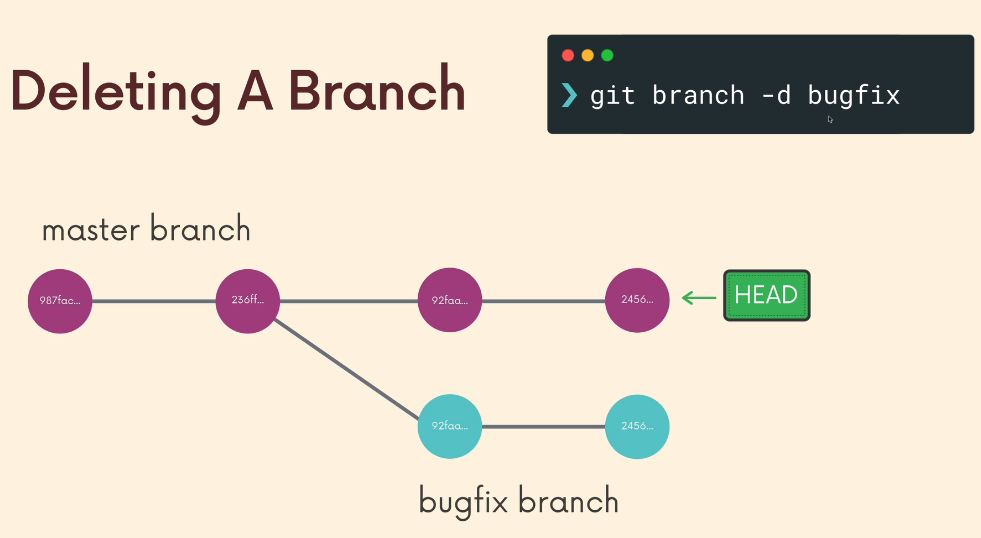 Deleting A Branch
❯ git branch -d bugfix
master branch
987fac...
236ff...
92faa...
2456...
HEAD
92faa...
2456...
bugfix branch